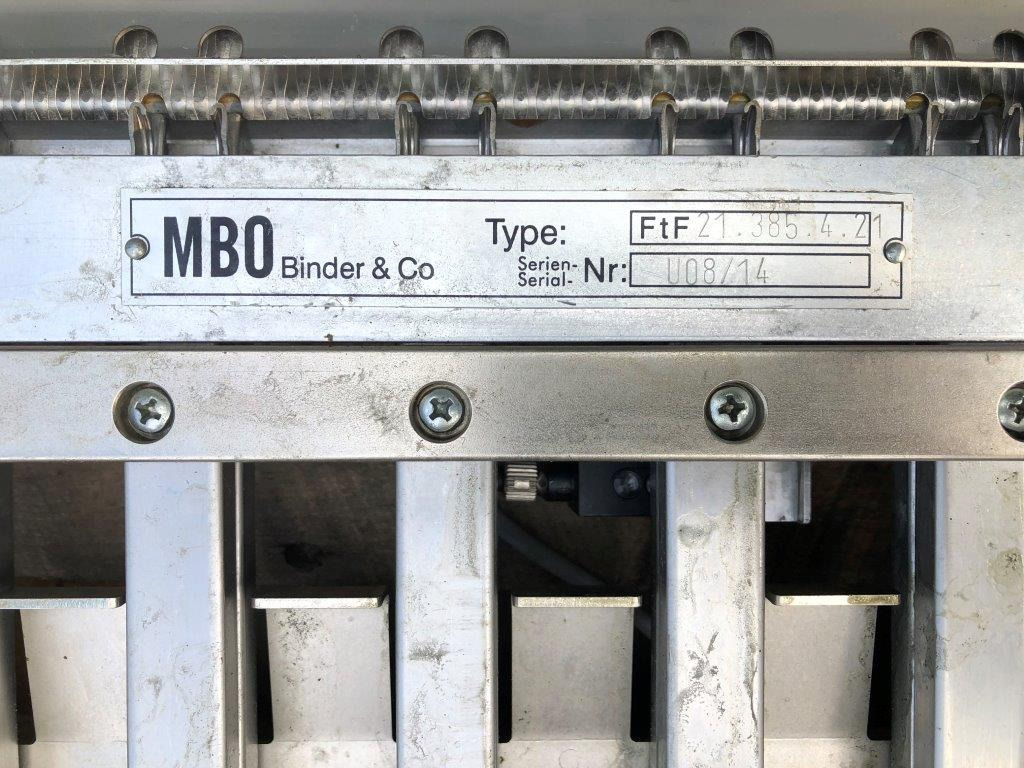 MBO Binder & Co
Type: FtF 21.385.4.21
Serien-
Serial- Nr: U08/14